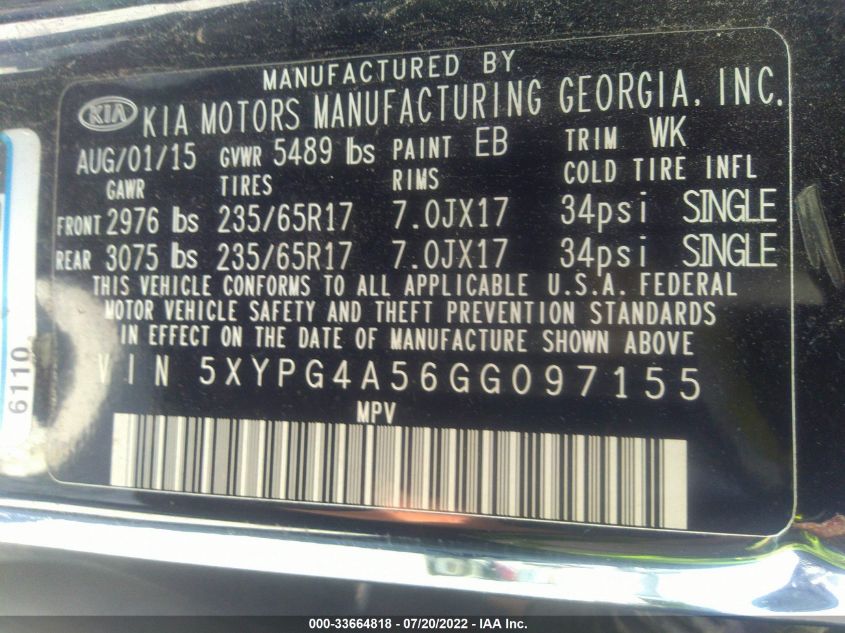 MANUFACTURED BY
KIA KIA MOTORS MANUFACTURING GEORGIA, INC.
AUG/01/15 GVWR 5489 lbs PAINT EB TRIM WK
GAWR TIRES RIMS COLD TIRE INFL
FRONT 2976 lbs 235/65R17 7.0JX17 34psi SINGLE
REAR 3075 lbs 235/65R17 7.0JX17 34psi SINGLE
THIS VEHICLE CONFORMS TO ALL APPLICABLE U.S.A. FEDERAL
MOTOR VEHICLE SAFETY AND THEFT PREVENTION STANDARDS
IN EFFECT ON THE DATE OF MANUFACTURE SHOWN ABOVE
VIN 5XYPG4A56GG097155
MPV
6110
000-33664818 - 07/20/2022 - IAA Inc.